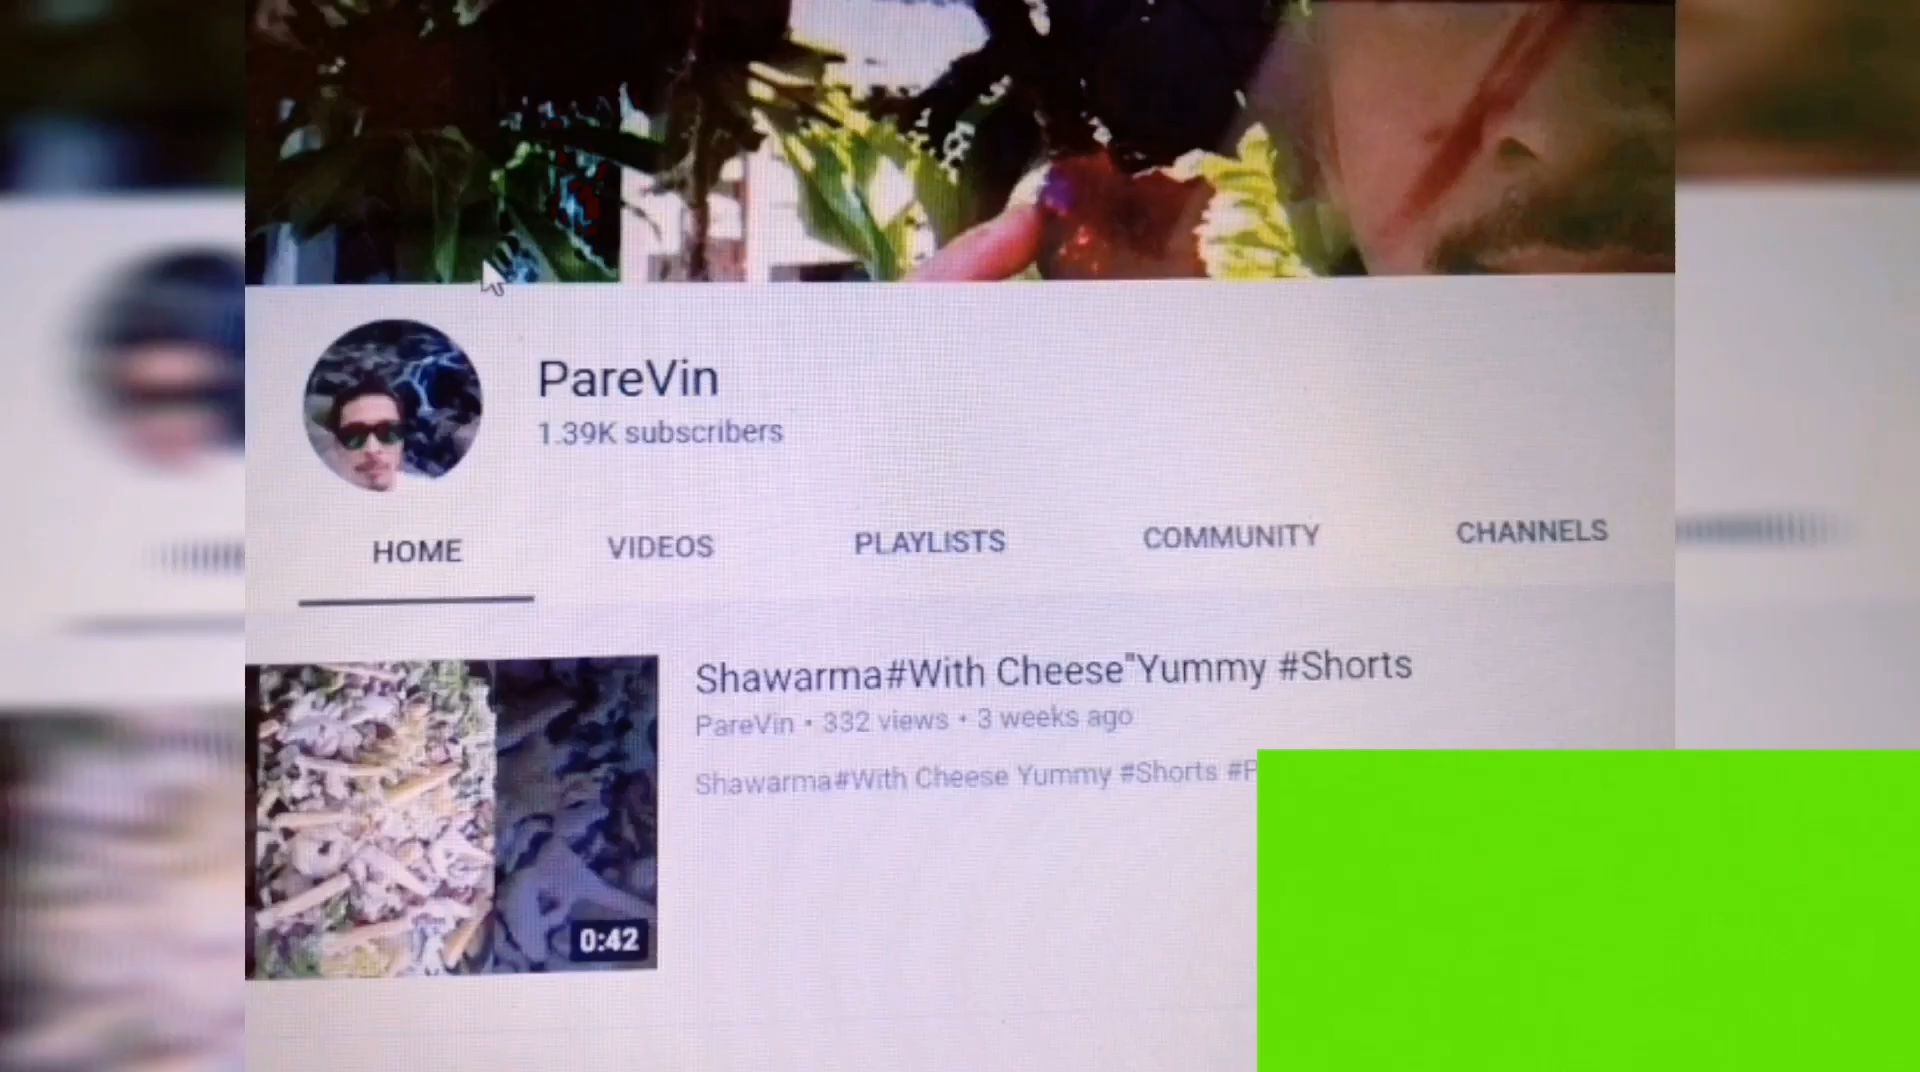 PareVin
1.39K subscribers
HOME VIDEOS PLAYLISTS COMMUNITY CHANNELS
Shawarma#With Cheese"Yummy #Shorts
PareVin • 332 views • 3 weeks ago
Shawarma#With Cheese Yummy #Shorts
0:42